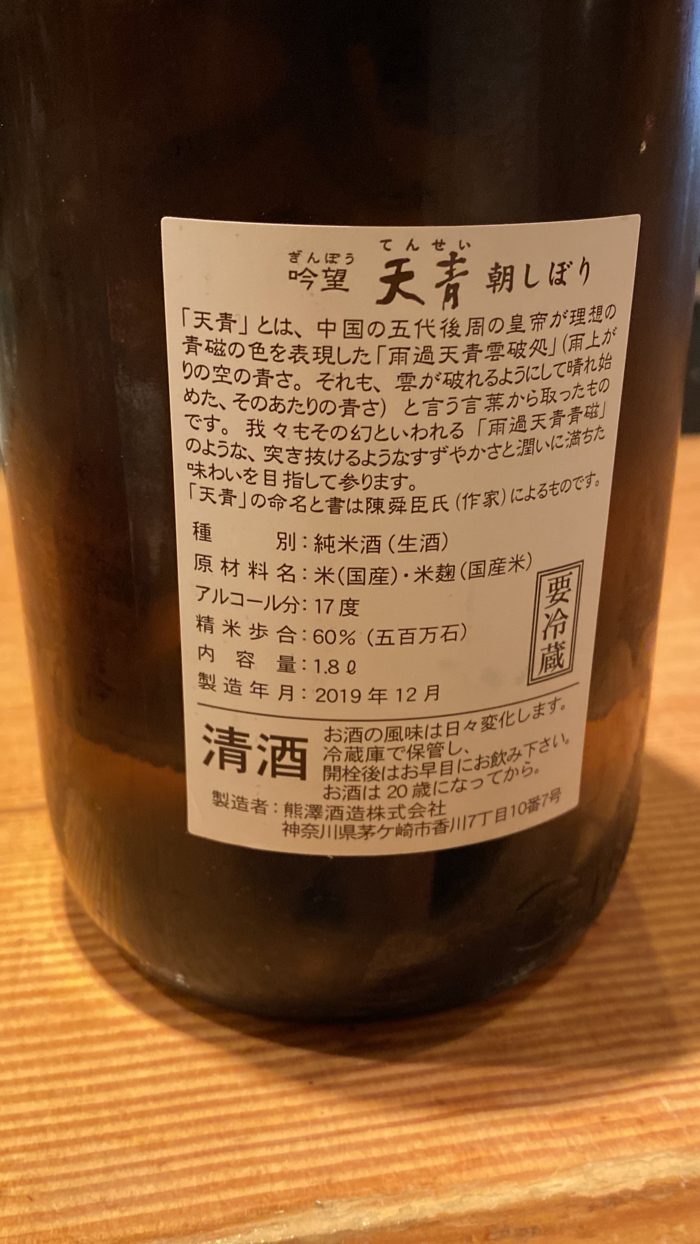 ぎんぽう てんせい
吟望 天青 朝しぼり
「天青」とは、中国の五代後周の皇帝が理想の
青磁の色を表現した「雨過天青雲破処」（雨上が
りの空の青さ。それも、雲が破れるようにして晴れ始
めた、そのあたりの青さ）と言う言葉から取ったもの
です。我々もその幻といわれる「雨過天青青磁」
のような、突き抜けるようなすずやかさと潤いに満ちた
味わいを目指して参ります。
「天青」の命名と書は陳舜臣氏（作家）によるものです。
種別：純米酒（生酒）
原材料名：米（国産）・米麹（国産米）
アルコール分：17度
精米歩合：60％（五百万石）
内容量：1.8ℓ
製造年月：2019年12月
要冷蔵
清酒
お酒の風味は日々変化します。
冷蔵庫で保管し、
開栓後はお早目にお飲み下さい。
お酒は20歳になってから。
製造者：熊澤酒造株式会社
神奈川県茅ケ崎市香川7丁目10番7号